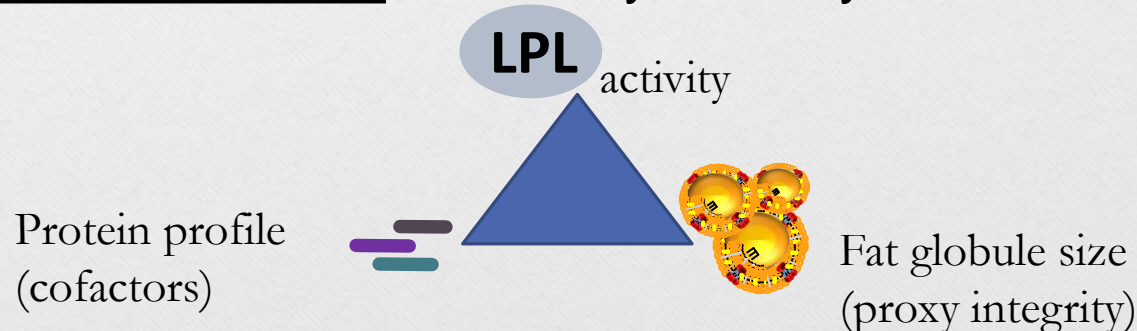 LPL
activity
Protein profile
(cofactors)
Fat globule size
(proxy integrity)